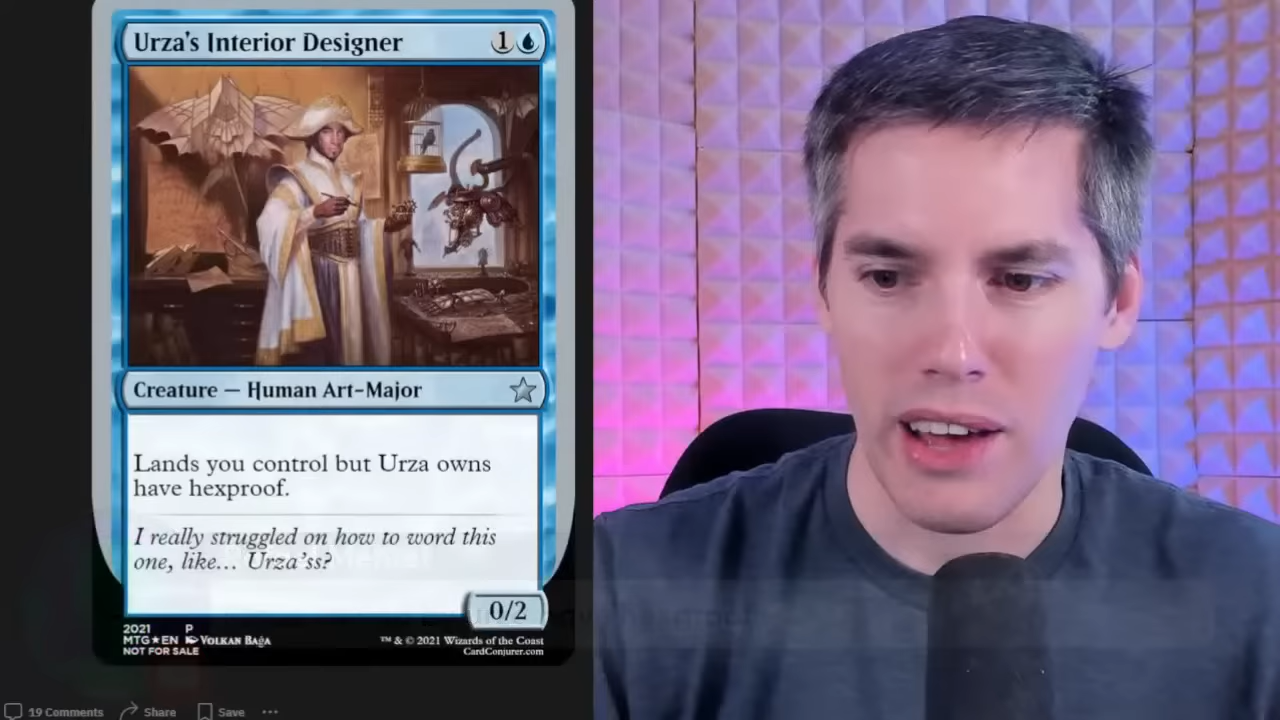 Urza's Interior Designer 1
Creature — Human Art-Major
Lands you control but Urza owns
have hexproof.
I really struggled on how to word this
one, like... Urza'ss?
0/2
2021 P
MTG★EN VOLKAN BAĞA
NOT FOR SALE
™ & © 2021 Wizards of the Coast
CardConjurer.com
19 Comments Share Save